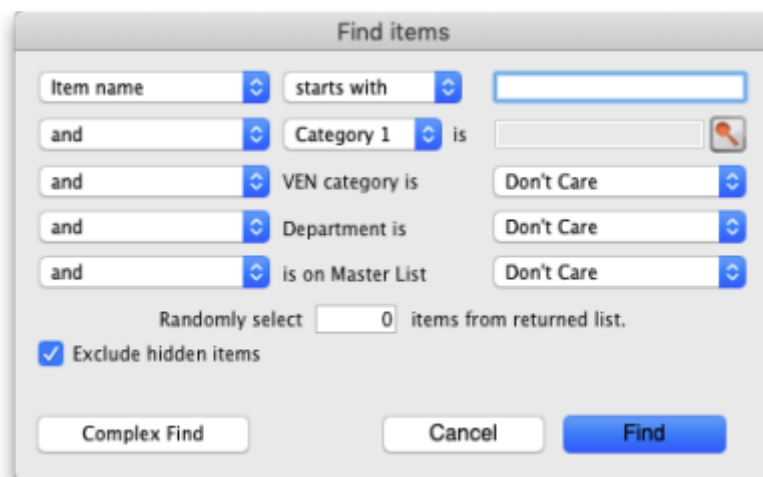 Find items
Item name starts with
and Category 1 is
and VEN category is Don't Care
and Department is Don't Care
and is on Master List Don't Care
Randomly select 0 items from returned list.
Exclude hidden items
Complex Find Cancel Find